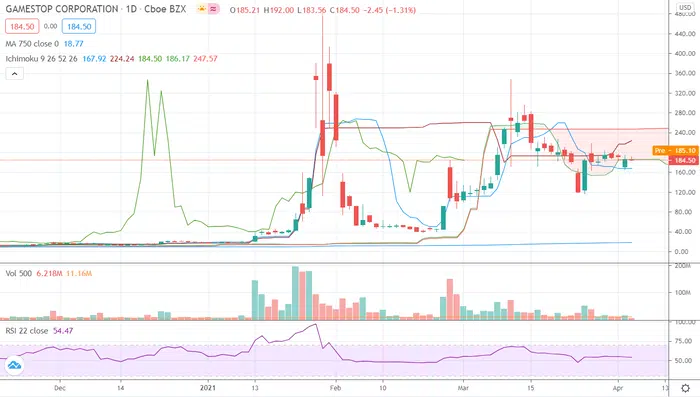 GAMESTOP CORPORATION · 1D · Cboe BZX O185.21 H192.00 L183.56 C184.50 −2.45 (−1.31%)
184.50 0.00 184.50
MA 750 close 0 18.77
Ichimoku 9 26 52 26 167.92 224.24 184.50 186.17 247.57
480.00
440.00
400.00
360.00
320.00
280.00
240.00
Pre 185.10
184.50
160.00
120.00
80.00
40.00
0.00
Vol 500 6.218M 11.16M
200M
100M
RSI 22 close 54.47
100.00
75.00
50.00
Dec 14 2021 13 Feb 10 Mar 15 Apr 13